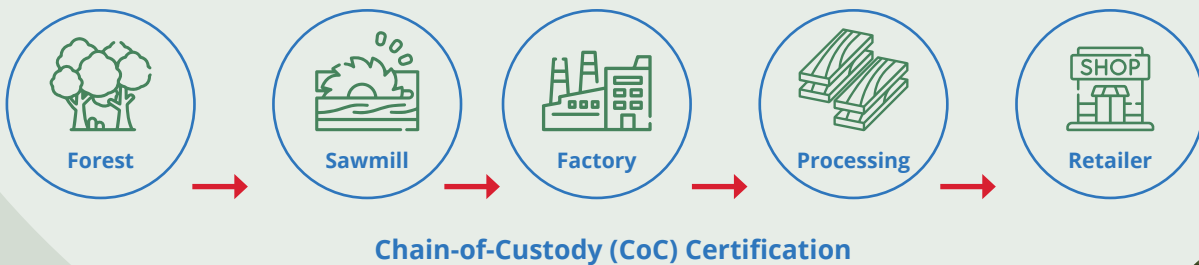 SHOP
Forest
Sawmill
Factory
Processing
Retailer
Chain-of-Custody (CoC) Certification